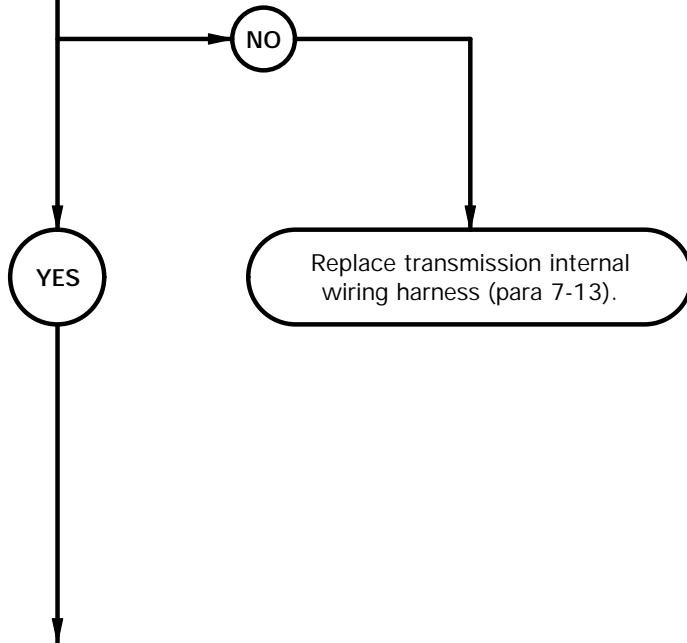 NO
YES
Replace transmission internal
wiring harness (para 7-13).